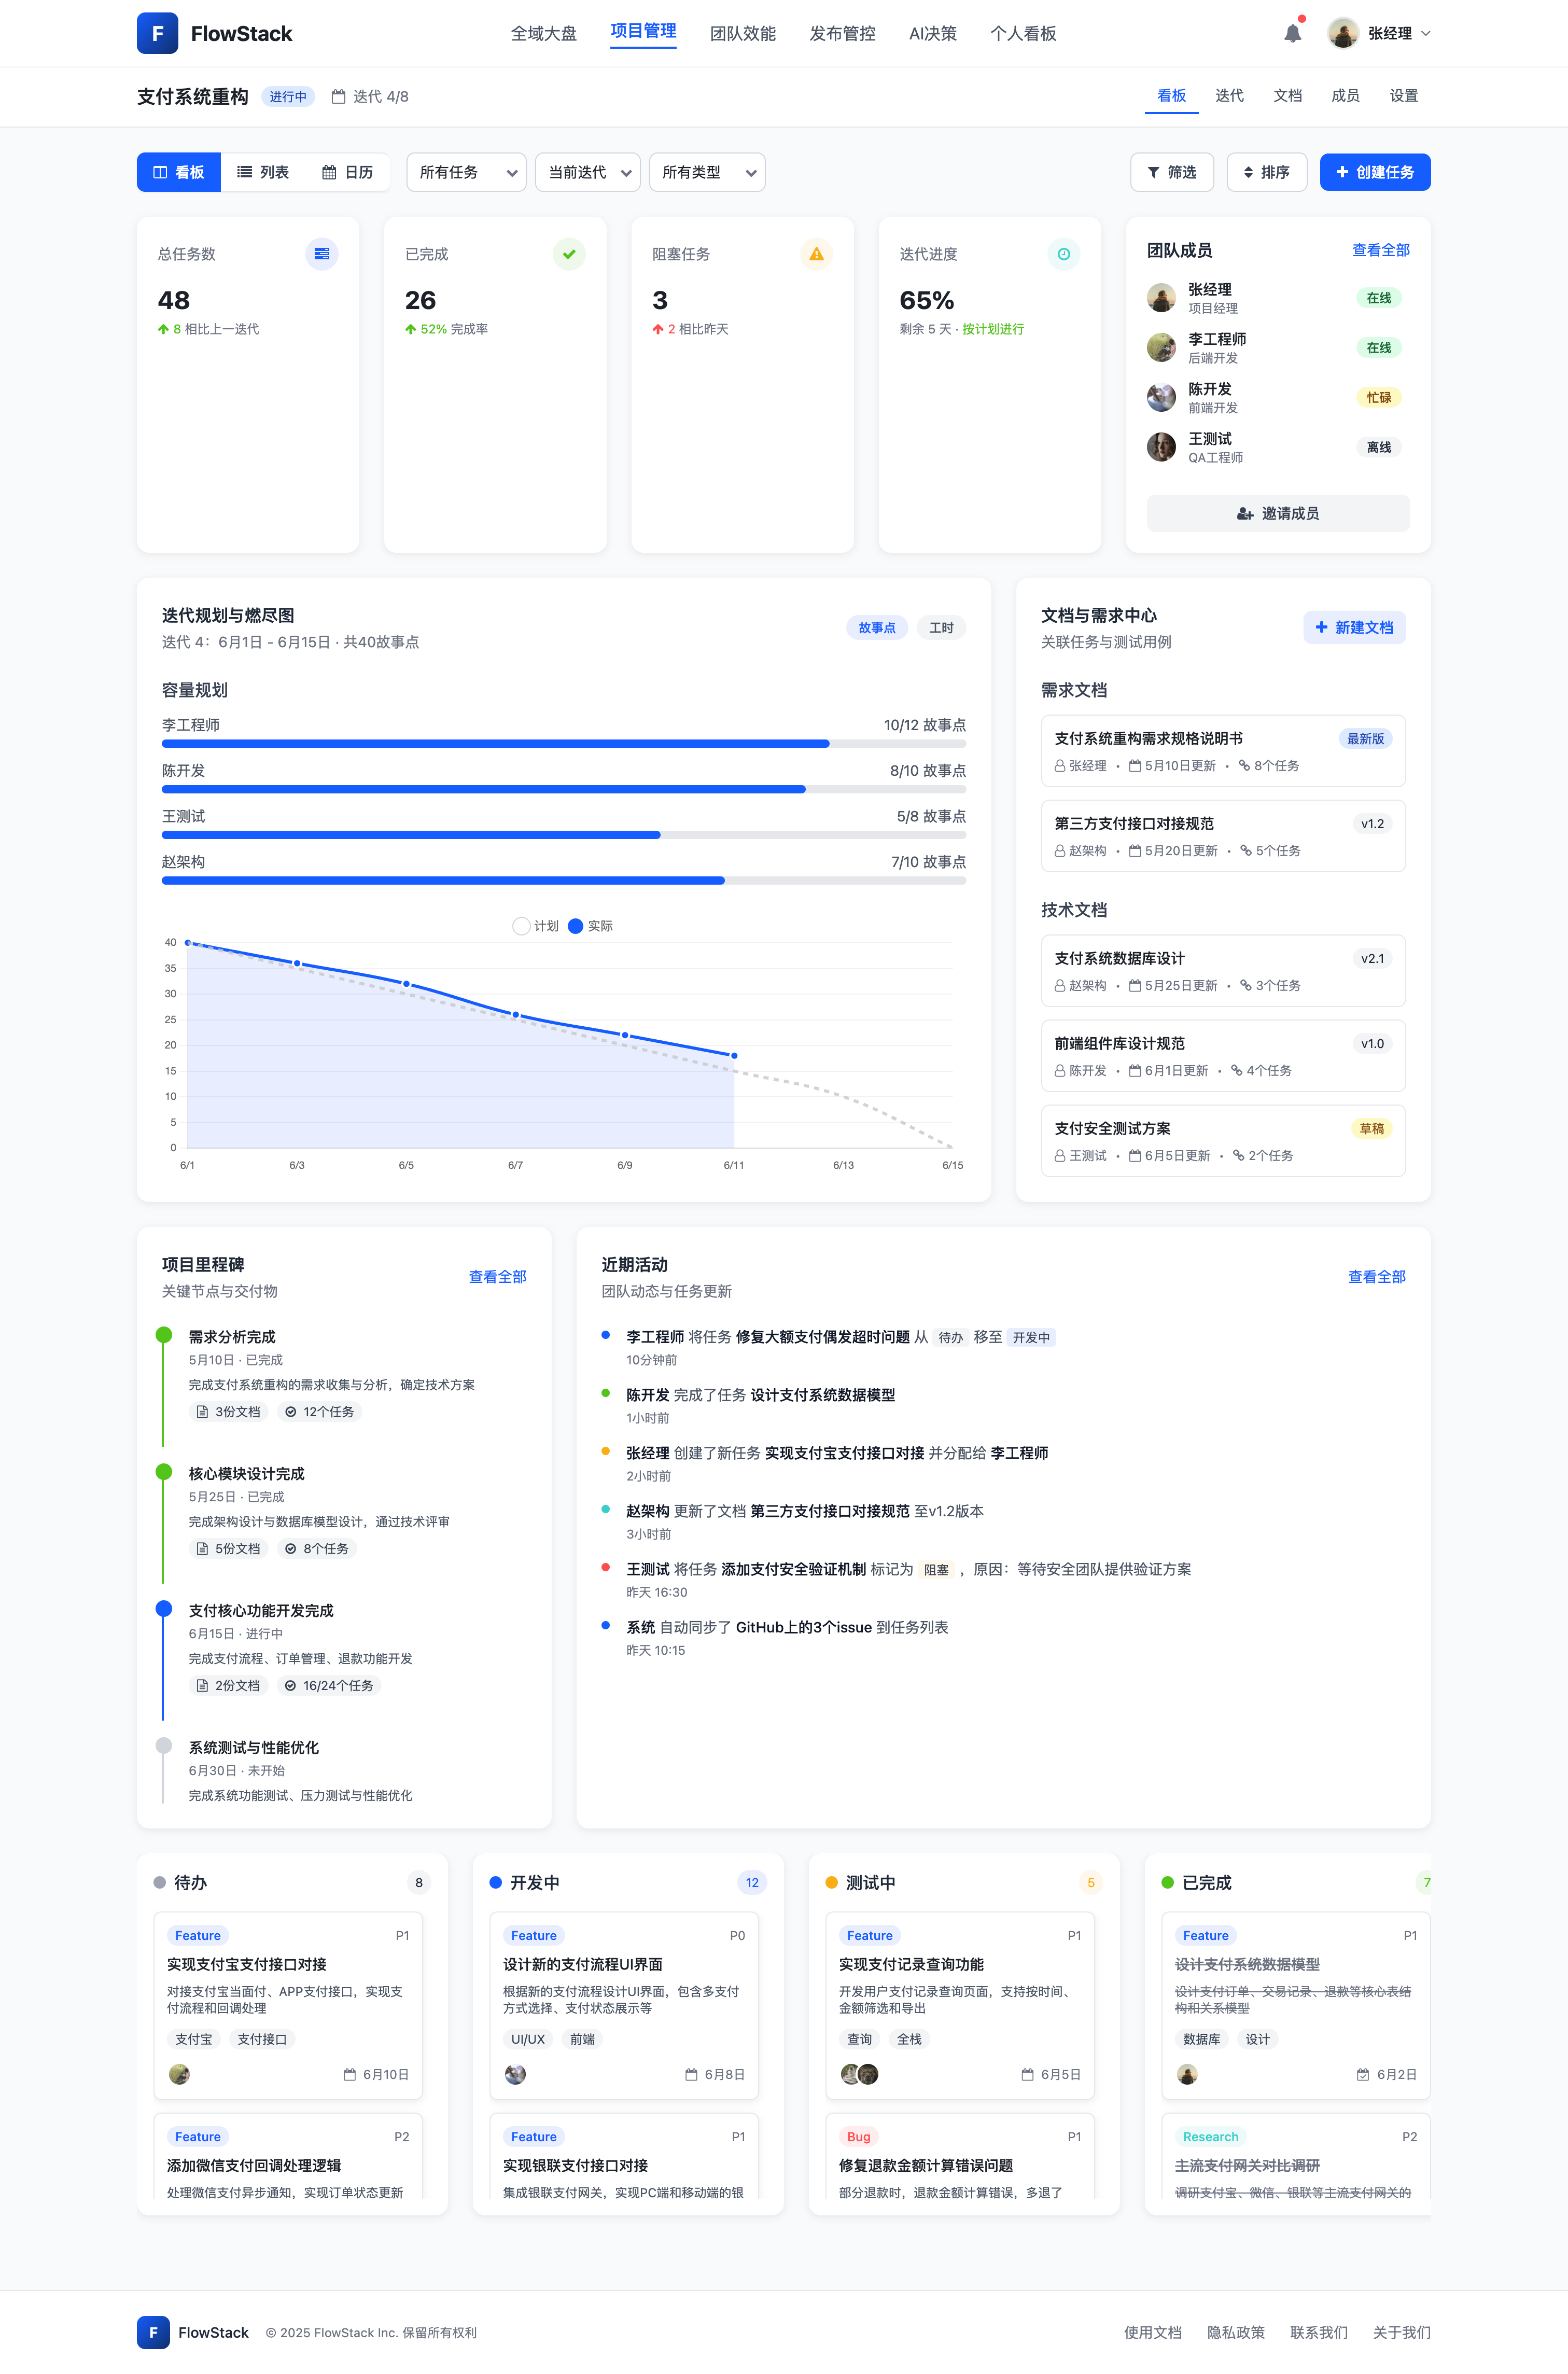 F FlowStack
全域大盘 项目管理 团队效能 发布管控 AI决策 个人看板
张经理
支付系统重构 进行中 迭代 4/8
看板 迭代 文档 成员 设置
看板 列表 日历 所有任务 当前迭代 所有类型
筛选 排序 创建任务
总任务数
48
8 相比上一迭代
已完成
26
52% 完成率
阻塞任务
3
2 相比昨天
迭代进度
65%
剩余 5 天 · 按计划进行
团队成员 查看全部
张经理
项目经理
在线
李工程师
后端开发
在线
陈开发
前端开发
忙碌
王测试
QA工程师
离线
邀请成员
迭代规划与燃尽图
迭代 4：6月1日 - 6月15日 · 共40故事点
故事点 工时
容量规划
李工程师 10/12 故事点
陈开发 8/10 故事点
王测试 5/8 故事点
赵架构 7/10 故事点
计划 实际
40
35
30
25
20
15
10
5
0
6/1 6/3 6/5 6/7 6/9 6/11 6/13 6/15
文档与需求中心
关联任务与测试用例
新建文档
需求文档
支付系统重构需求规格说明书 最新版
张经理 • 5月10日更新 • 8个任务
第三方支付接口对接规范 v1.2
赵架构 • 5月20日更新 • 5个任务
技术文档
支付系统数据库设计 v2.1
赵架构 • 5月25日更新 • 3个任务
前端组件库设计规范 v1.0
陈开发 • 6月1日更新 • 4个任务
支付安全测试方案 草稿
王测试 • 6月5日更新 • 2个任务
项目里程碑
关键节点与交付物
查看全部
需求分析完成
5月10日 · 已完成
完成支付系统重构的需求收集与分析，确定技术方案
3份文档 12个任务
核心模块设计完成
5月25日 · 已完成
完成架构设计与数据库模型设计，通过技术评审
5份文档 8个任务
支付核心功能开发完成
6月15日 · 进行中
完成支付流程、订单管理、退款功能开发
2份文档 16/24个任务
系统测试与性能优化
6月30日 · 未开始
完成系统功能测试、压力测试与性能优化
近期活动
团队动态与任务更新
查看全部
李工程师 将任务 修复大额支付偶发超时问题 从 待办 移至 开发中
10分钟前
陈开发 完成了任务 设计支付系统数据模型
1小时前
张经理 创建了新任务 实现支付宝支付接口对接 并分配给 李工程师
2小时前
赵架构 更新了文档 第三方支付接口对接规范 至v1.2版本
3小时前
王测试 将任务 添加支付安全验证机制 标记为 阻塞 ，原因：等待安全团队提供验证方案
昨天 16:30
系统 自动同步了 GitHub上的3个issue 到任务列表
昨天 10:15
待办 8
Feature P1
实现支付宝支付接口对接
对接支付宝当面付、APP支付接口，实现支
付流程和回调处理
支付宝 支付接口
6月10日
Feature P2
添加微信支付回调处理逻辑
处理微信支付异步通知，实现订单状态更新
开发中 12
Feature P0
设计新的支付流程UI界面
根据新的支付流程设计UI界面，包含多支付
方式选择、支付状态展示等
UI/UX 前端
6月8日
Feature P1
实现银联支付接口对接
集成银联支付网关，实现PC端和移动端的银
测试中 5
Feature P1
实现支付记录查询功能
开发用户支付记录查询页面，支持按时间、
金额筛选和导出
查询 全栈
6月5日
Bug P1
修复退款金额计算错误问题
部分退款时，退款金额计算错误，多退了
已完成 7
Feature P1
设计支付系统数据模型
设计支付订单、交易记录、退款等核心表结
构和关系模型
数据库 设计
6月2日
Research P2
主流支付网关对比调研
调研支付宝、微信、银联等主流支付网关的
F FlowStack © 2025 FlowStack Inc. 保留所有权利
使用文档 隐私政策 联系我们 关于我们